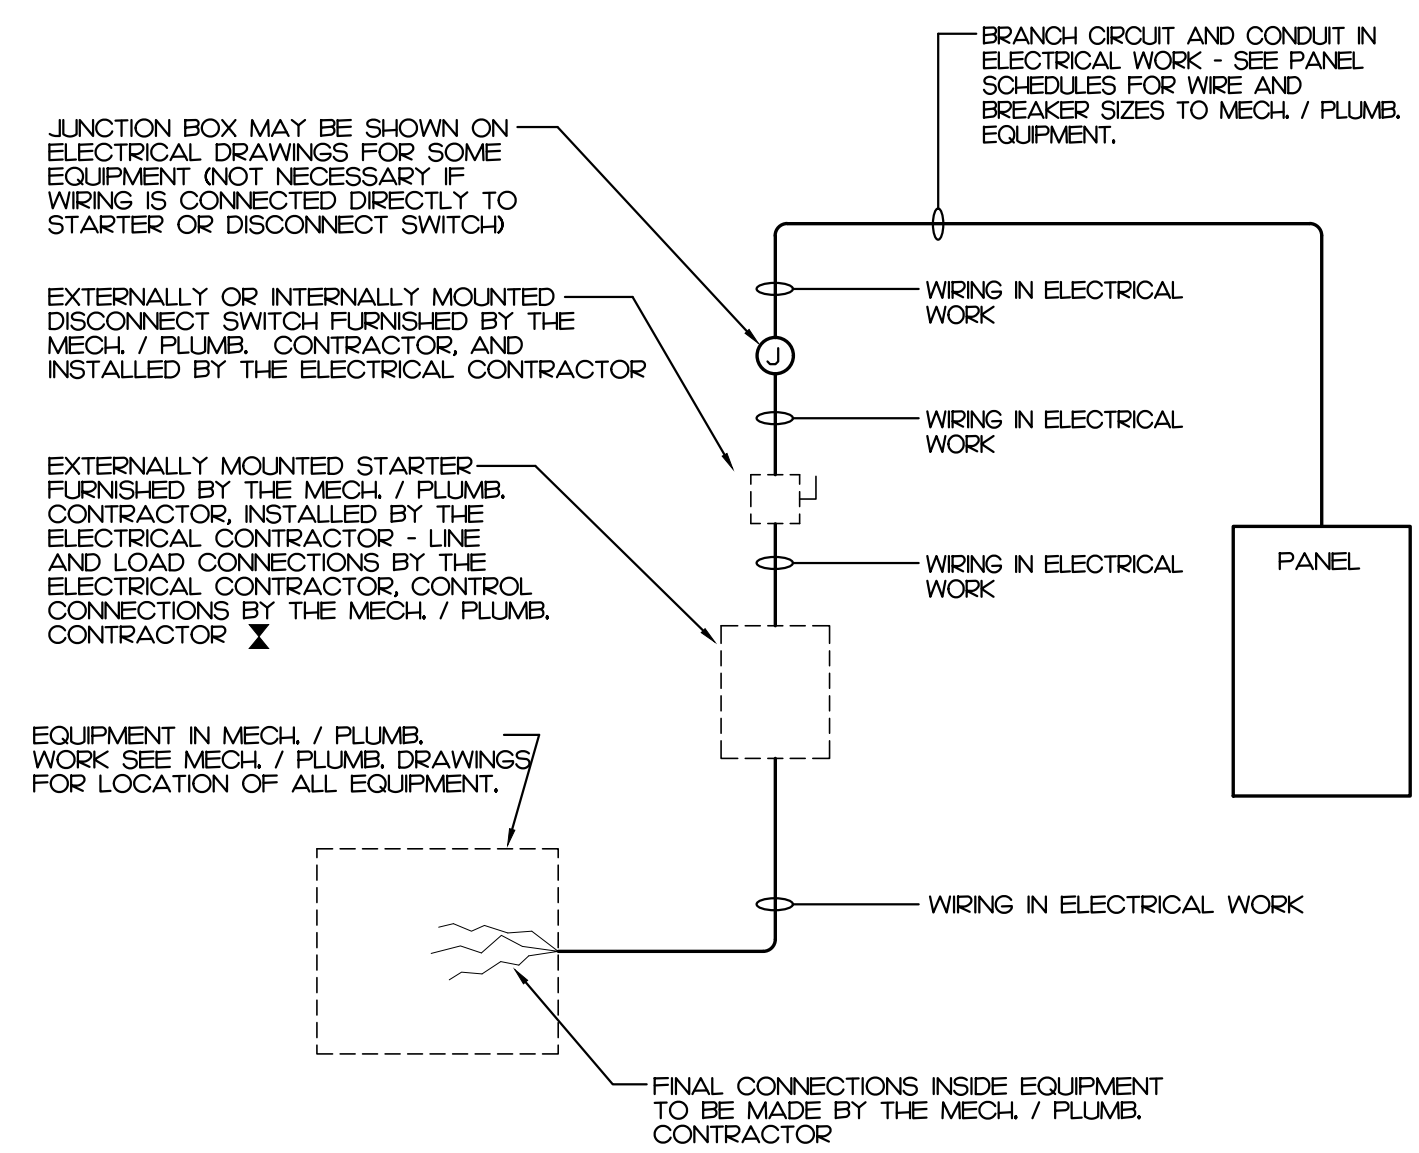 BRANCH CIRCUIT AND CONDUIT IN
ELECTRICAL WORK - SEE PANEL
SCHEDULES FOR WIRE AND
BREAKER SIZES TO MECH. / PLUMB.
EQUIPMENT.
JUNCTION BOX MAY BE SHOWN ON
ELECTRICAL DRAWINGS FOR SOME
EQUIPMENT (NOT NECESSARY IF
WIRING IS CONNECTED DIRECTLY TO
STARTER OR DISCONNECT SWITCH)
EXTERNALLY OR INTERNALLY MOUNTED
DISCONNECT SWITCH FURNISHED BY THE
MECH. / PLUMB. CONTRACTOR, AND
INSTALLED BY THE ELECTRICAL CONTRACTOR
WIRING IN ELECTRICAL
WORK
J
WIRING IN ELECTRICAL
WORK
EXTERNALLY MOUNTED STARTER
FURNISHED BY THE MECH. / PLUMB.
CONTRACTOR, INSTALLED BY THE
ELECTRICAL CONTRACTOR - LINE
AND LOAD CONNECTIONS BY THE
ELECTRICAL CONTRACTOR, CONTROL
CONNECTIONS BY THE MECH. / PLUMB.
CONTRACTOR
WIRING IN ELECTRICAL
WORK
PANEL
EQUIPMENT IN MECH. / PLUMB.
WORK SEE MECH. / PLUMB. DRAWINGS
FOR LOCATION OF ALL EQUIPMENT.
WIRING IN ELECTRICAL WORK
FINAL CONNECTIONS INSIDE EQUIPMENT
TO BE MADE BY THE MECH. / PLUMB.
CONTRACTOR